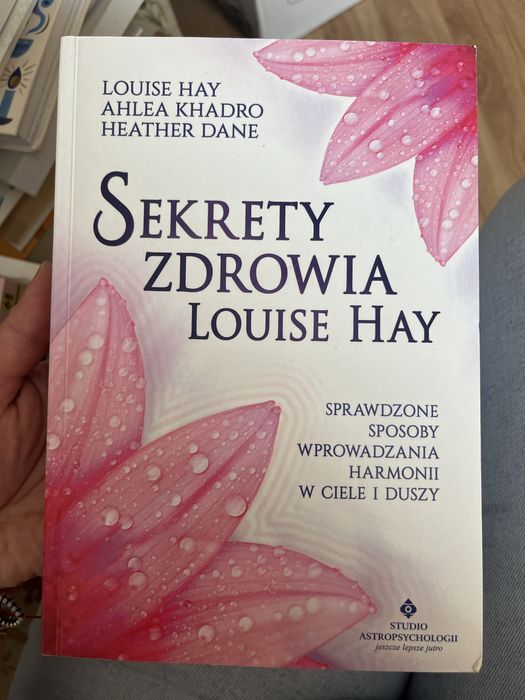 LOUISE HAY
AHLEA KHADRO
HEATHER DANE
SEKRETY
ZDROWIA
LOUISE HAY
SPRAWDZONE
SPOSOBY
WPROWADZANIA
HARMONII
W CIELE I DUSZY
STUDIO
ASTROPSYCHOLOGII
jeszcze lepsze jutro